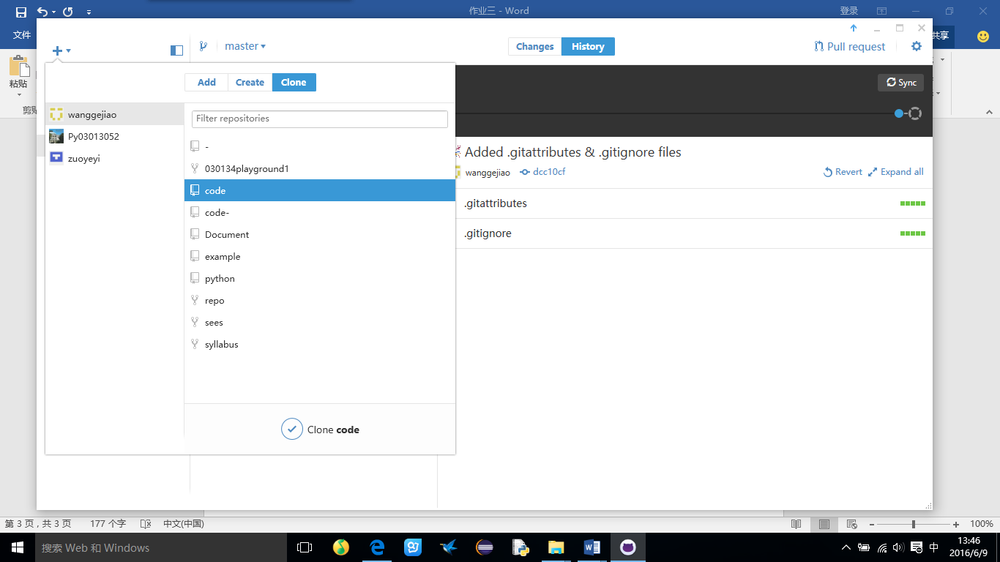 作业三 - Word
登录
文件
共享
master
Changes
History
Pull request
粘贴
Add
Create
Clone
Sync
wanggejiao
Py03013052
zuoyeyi
Filter repositories
-
030134playground1
code
code-
Document
example
python
repo
sees
syllabus
Clone code
Added .gitattributes & .gitignore files
wanggejiao
dcc10cf
Revert
Expand all
.gitattributes
.gitignore
第 3 页，共 3 页
177 个字
中文(中国)
100%
搜索 Web 和 Windows
中
13:46
2016/6/9